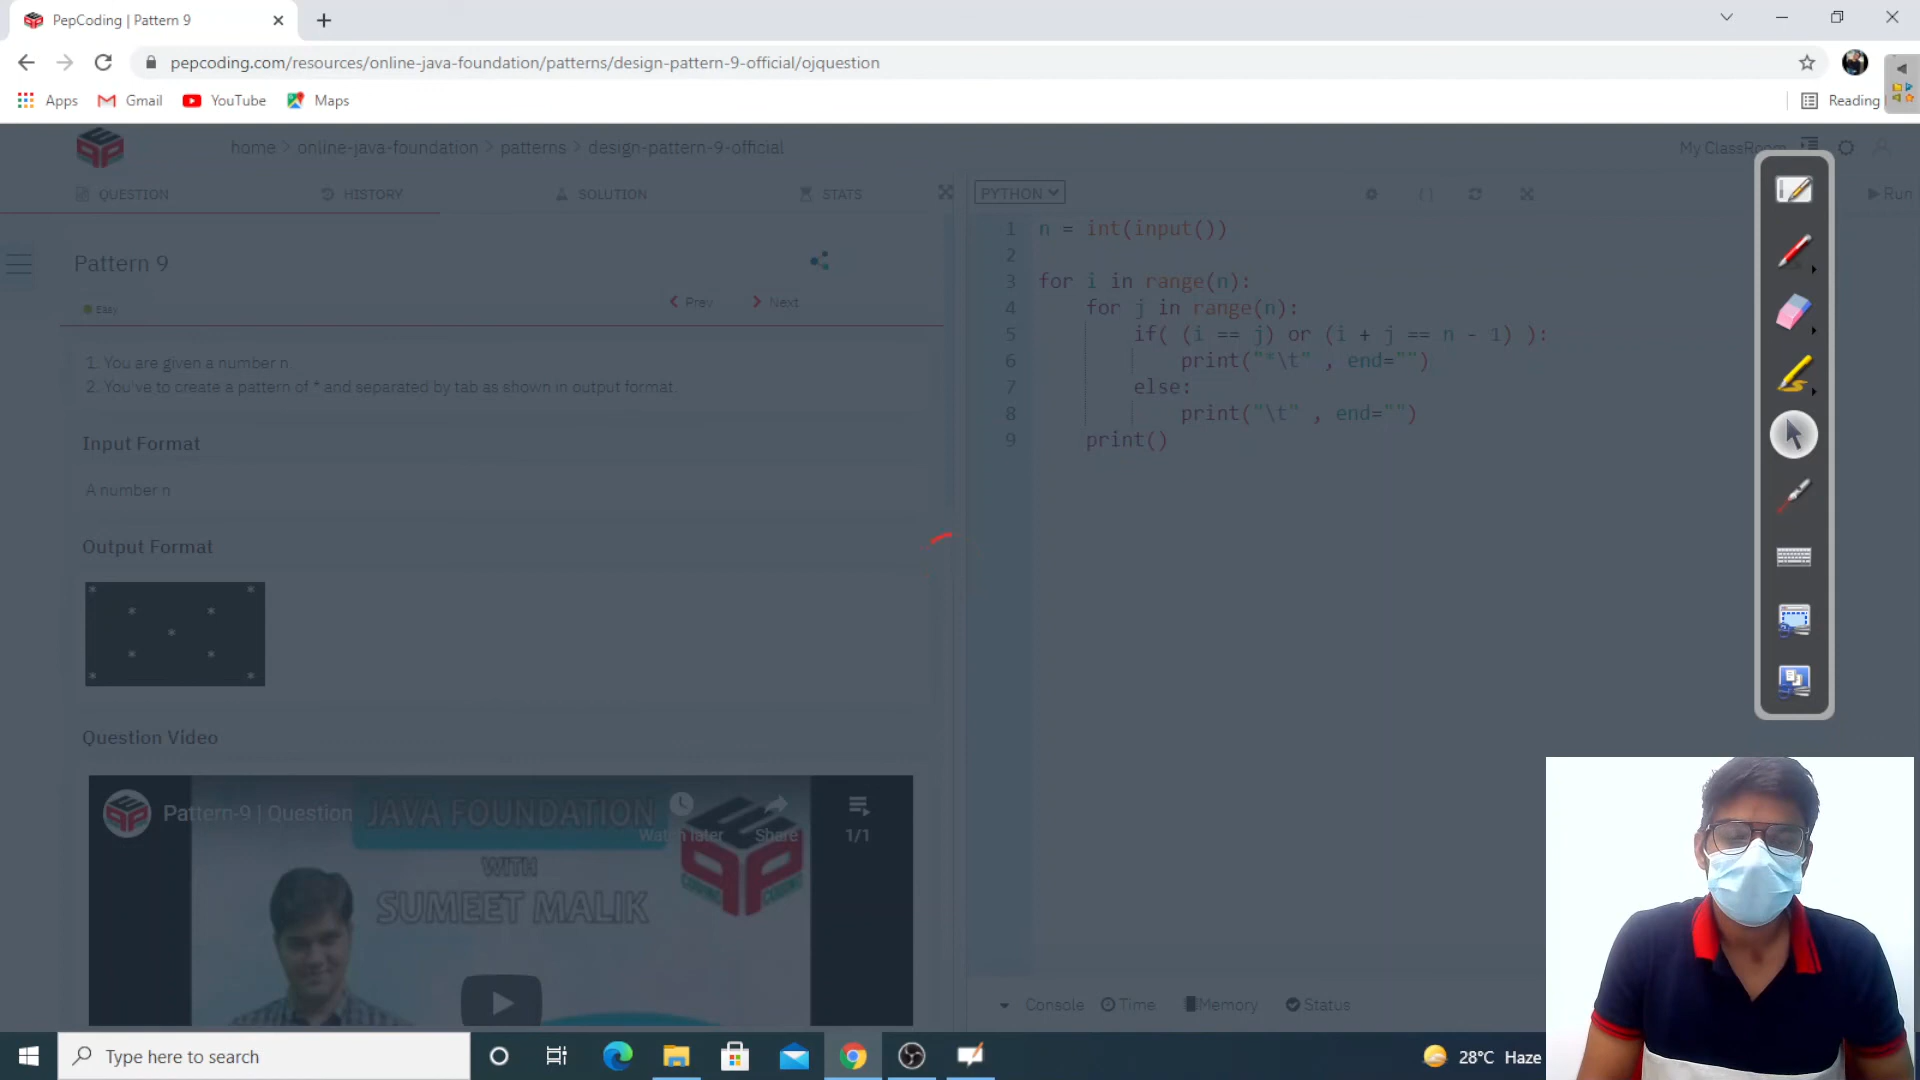 PepCoding | Pattern 9
pepcoding.com/resources/online-java-foundation/patterns/design-pattern-9-official/ojquestion
Apps Gmail YouTube Maps Reading
home > online-java-foundation > patterns > design-pattern-9-official
My ClassRoom
QUESTION HISTORY SOLUTION STATS
PYTHON Run
Pattern 9
Easy
Prev Next
1. You are given a number n.
2. You've to create a pattern of * and separated by tab as shown in output format.
Input Format
A number n
Output Format
* *
* *
*
* *
* *
Question Video
Pattern-9 | Question
Watch later Share 1/1
JAVA FOUNDATION
WITH
SUMEET MALIK
1 n = int(input())
2
3 for i in range(n):
4 for j in range(n):
5 if( (i == j) or (i + j == n - 1) ):
6 print("*\t" , end="")
7 else:
8 print("\t" , end="")
9 print()
Console Time Memory Status
Type here to search
28°C Haze